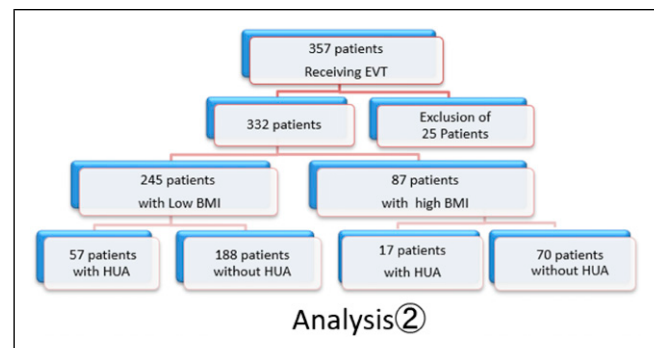 357 patients
Receiving EVT
332 patients
Exclusion of
25 Patients
245 patients
with Low BMI
87 patients
with high BMI
57 patients
with HUA
188 patients
without HUA
17 patients
with HUA
70 patients
without HUA
Analysis②